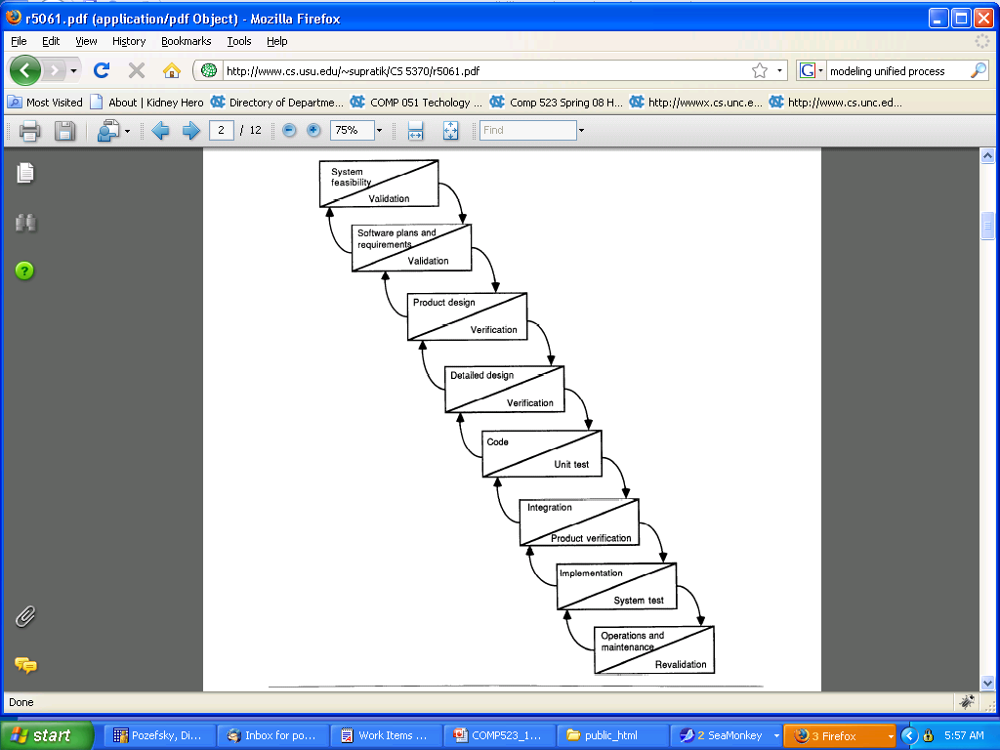 r5061.pdf (application/pdf Object) - Mozilla Firefox
File Edit View History Bookmarks Tools Help
http://www.cs.usu.edu/~supratik/CS 5370/r5061.pdf
G modeling unified process
Most Visited About | Kidney Hero Directory of Departme... COMP 051 Techology ... Comp 523 Spring 08 H... http://wwwx.cs.unc.e... http://www.cs.unc.ed...
2 / 12 75% Find
System
feasibility
Validation
Software plans and
requirements
Validation
Product design
Verification
Detailed design
Verification
Code
Unit test
Integration
Product verification
Implementation
System test
Operations and
maintenance
Revalidation
Done
start Pozefsky, Di... Inbox for po... Work Items ... COMP523_1... public_html 2 SeaMonkey 3 Firefox 5:57 AM